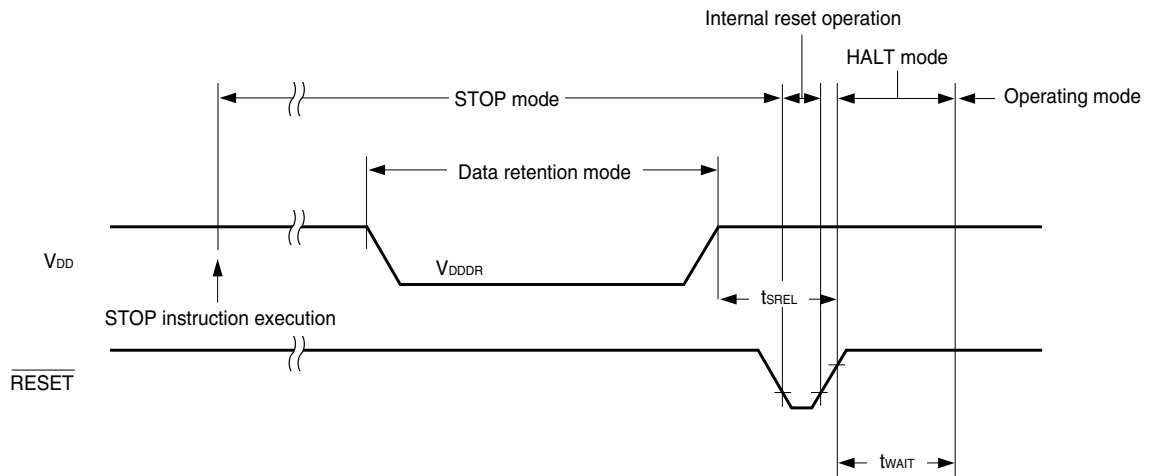 Internal reset operation
HALT mode
STOP mode
Operating mode
Data retention mode
VDD
VDDDR
tSREL
STOP instruction execution
RESET
tWAIT